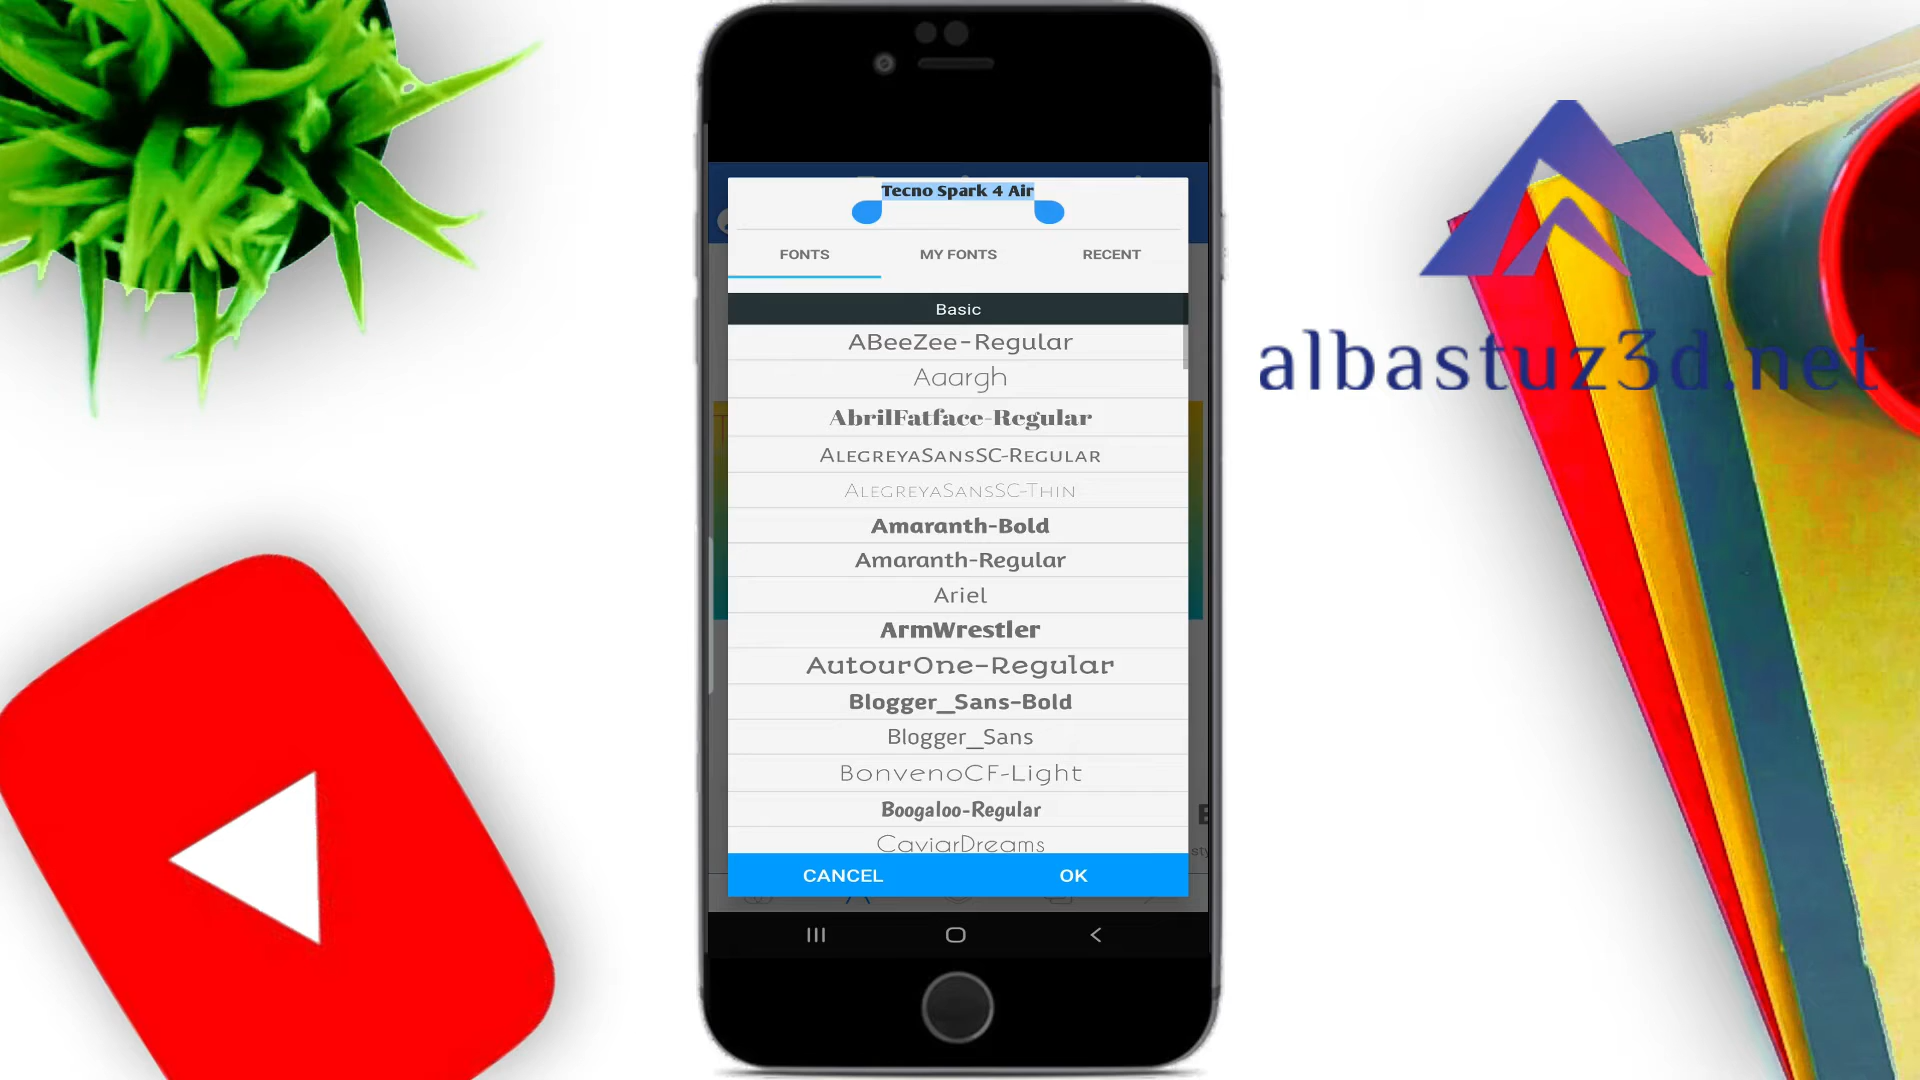 Tecno Spark 4 Air
FONTS MY FONTS RECENT
Basic
ABeeZee-Regular
Aaargh
AbrilFatface-Regular
AlegreyaSansSC-Regular
AlegreyaSansSC-Thin
Amaranth-Bold
Amaranth-Regular
Ariel
ArmWrestler
AutourOne-Regular
Blogger_Sans-Bold
Blogger_Sans
BonvenoCF-Light
Boogaloo-Regular
CaviarDreams
CANCEL OK
albastuz3d.net